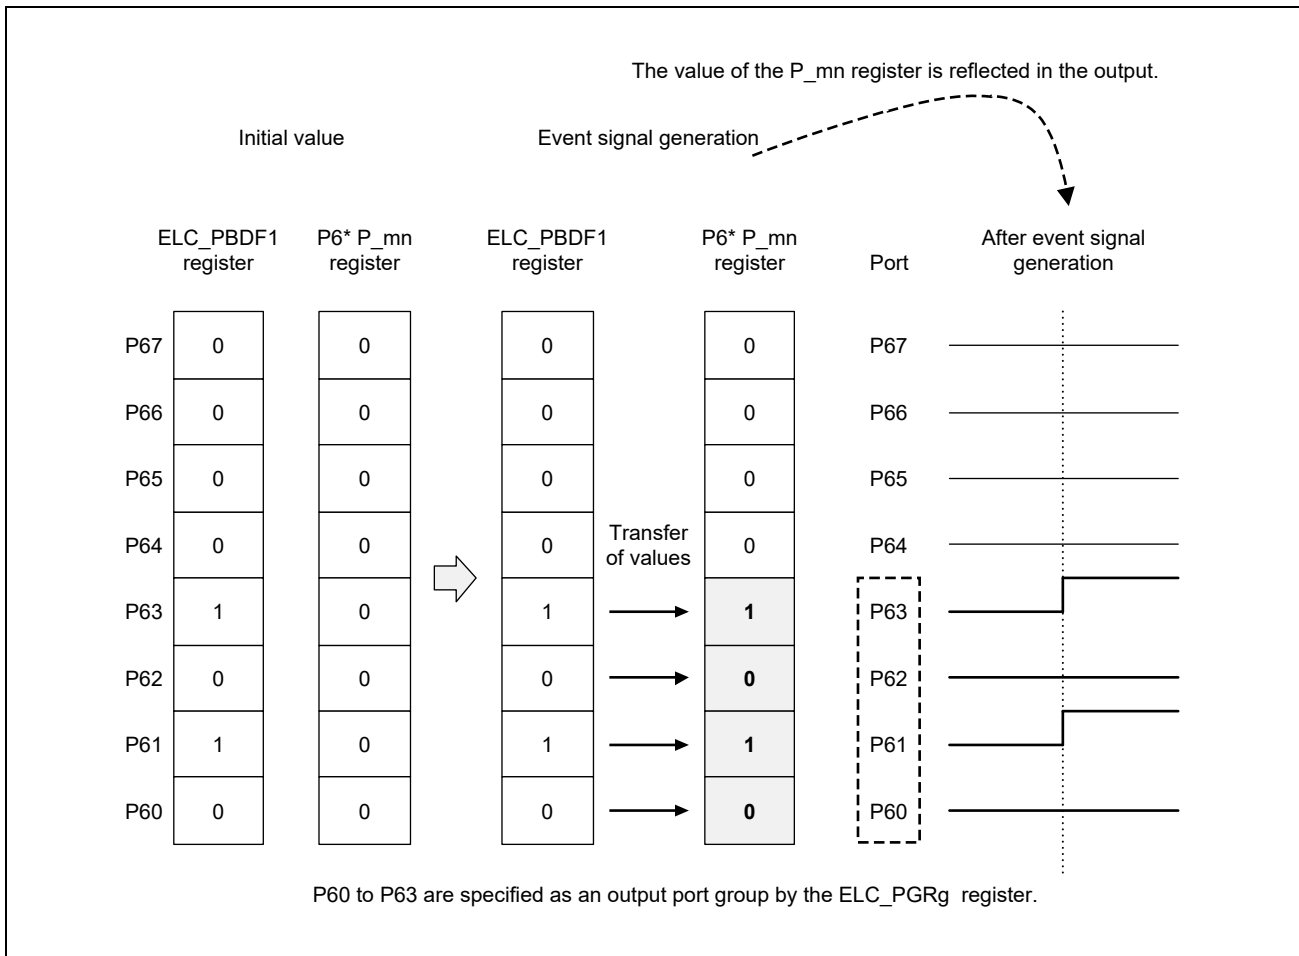 The value of the P_mn register is reflected in the output.
Initial value Event signal generation
ELC_PBDF1 P6* P_mn ELC_PBDF1 P6* P_mn After event signal
register register register register Port generation
P67 0 0 0 0 P67
P66 0 0 0 0 P66
P65 0 0 0 0 P65
Transfer
P64 0 0 0 0 P64
of values
P63 1 0 1 1 P63
P62 0 0 0 0 P62
P61 1 0 1 1 P61
P60 0 0 0 0 P60
P60 to P63 are specified as an output port group by the ELC_PGRg register.